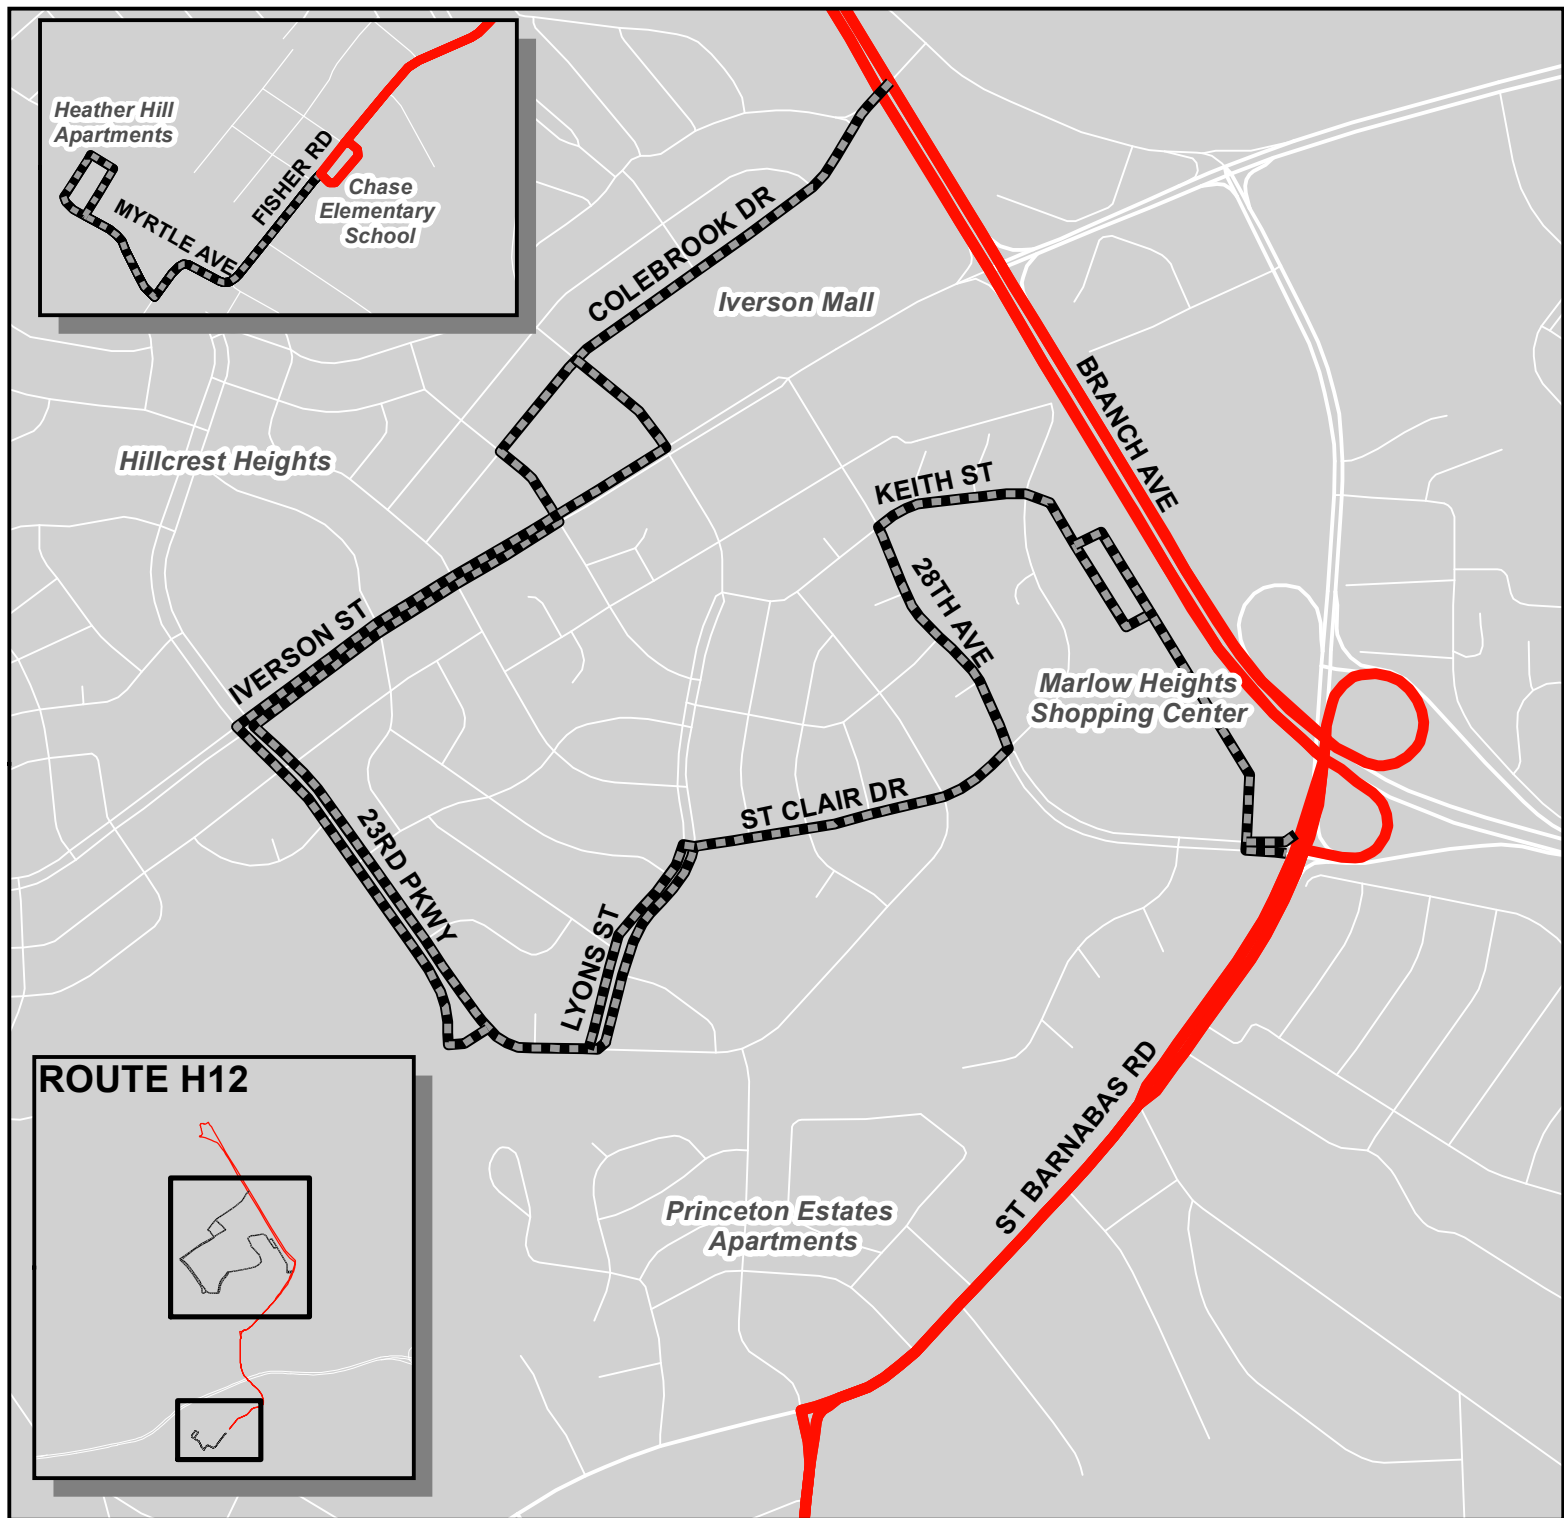 Heather Hill
Apartments
FISHER RD
Chase
Elementary
School
MYRTLE AVE
COLEBROOK DR
Iverson Mall
BRANCH AVE
Hillcrest Heights
KEITH ST
28TH AVE
IVERSON ST
Marlow Heights
Shopping Center
ST CLAIR DR
23RD PKWY
LYONS ST
ROUTE H12
ST BARNABAS RD
Princeton Estates
Apartments